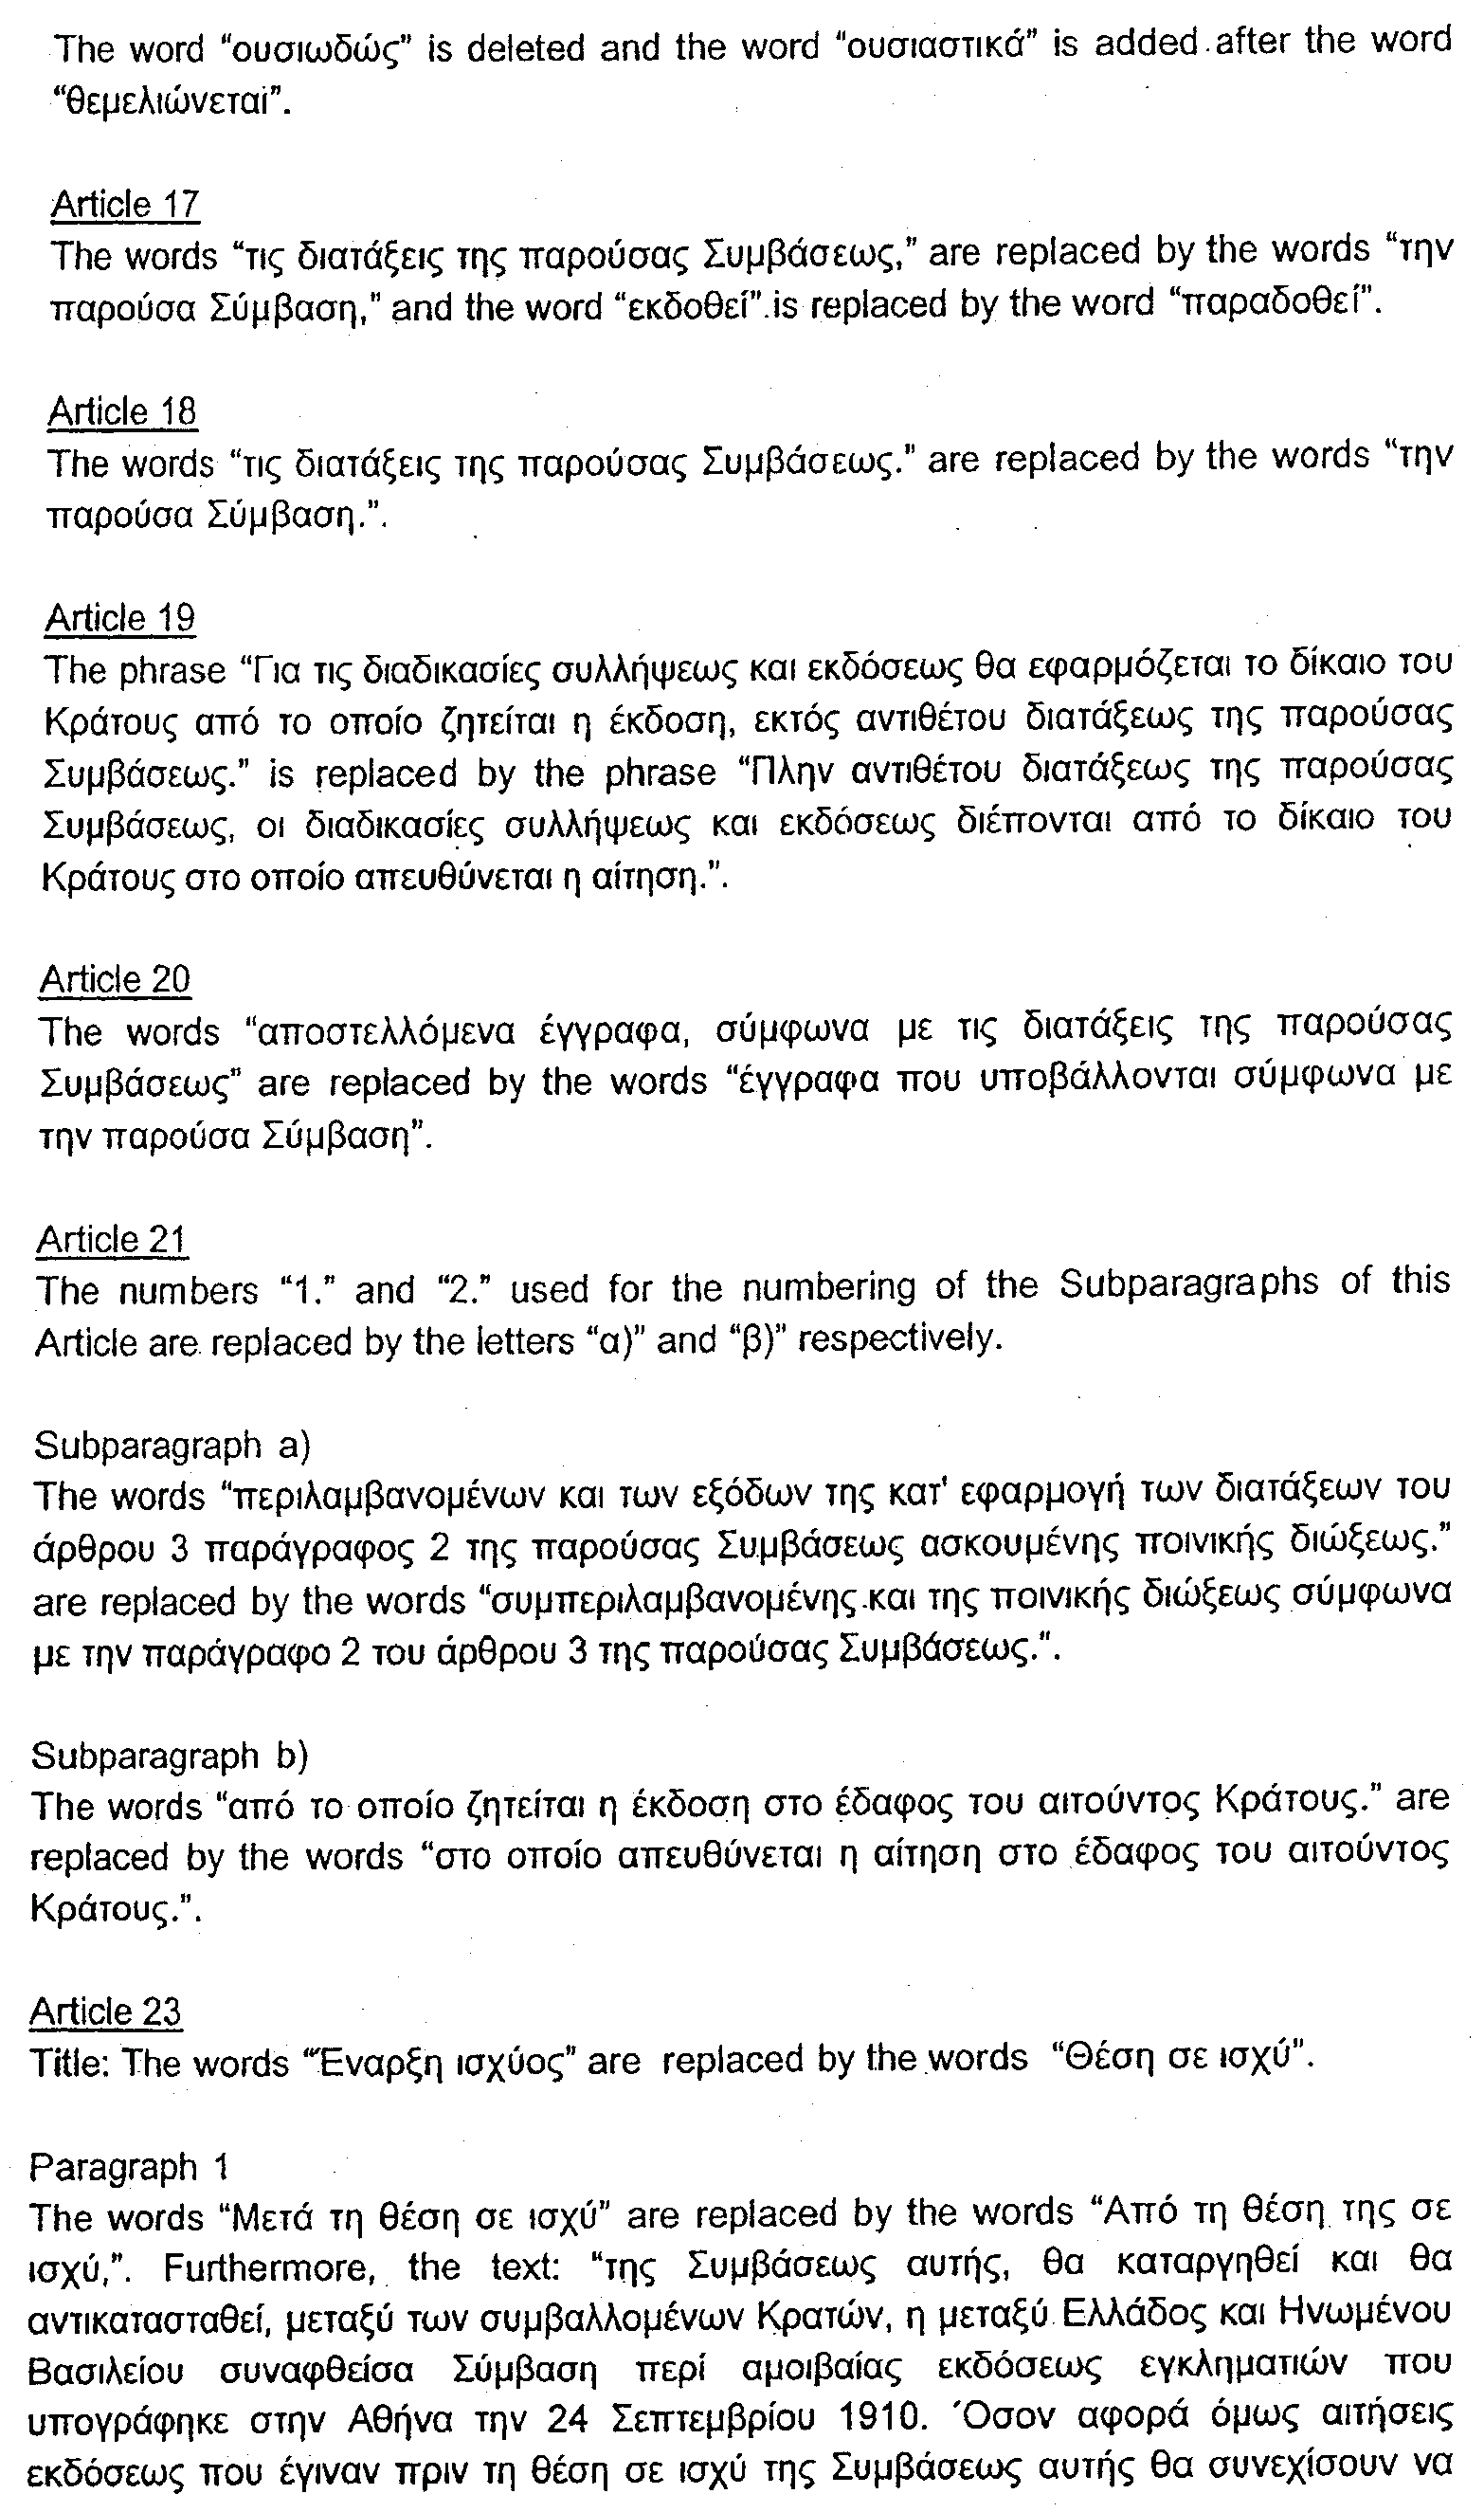 The word “ουσιωδώς” is deleted and the word “ουσιαστικά” is added after the word
“θεμελιώνεται”.
Article 17
The words “τις διατάξεις της παρούσας Συμβάσεως,” are replaced by the words “την
παρούσα Σύμβαση,” and the word “εκδοθεί” is replaced by the word “παραδοθεί”.
Article 18
The words “τις διατάξεις της παρούσας Συμβάσεως.” are replaced by the words “την
παρούσα Σύμβαση.”.
Article 19
The phrase “Για τις διαδικασίες συλλήψεως και εκδόσεως θα εφαρμόζεται το δίκαιο του
Κράτους από το οποίο ζητείται η έκδοση, εκτός αντιθέτου διατάξεως της παρούσας
Συμβάσεως.” is replaced by the phrase “Πλην αντιθέτου διατάξεως της παρούσας
Συμβάσεως, οι διαδικασίες συλλήψεως και εκδόσεως διέπονται από το δίκαιο του
Κράτους στο οποίο απευθύνεται η αίτηση.”.
Article 20
The words “αποστελλόμενα έγγραφα, σύμφωνα με τις διατάξεις της παρούσας
Συμβάσεως” are replaced by the words “έγγραφα που υποβάλλονται σύμφωνα με
την παρούσα Σύμβαση”.
Article 21
The numbers “1.” and “2.” used for the numbering of the Subparagraphs of this
Article are replaced by the letters “α)” and “β)” respectively.
Subparagraph a)
The words “περιλαμβανομένων και των εξόδων της κατ' εφαρμογή των διατάξεων του
άρθρου 3 παράγραφος 2 της παρούσας Συμβάσεως ασκουμένης ποινικής διώξεως.”
are replaced by the words “συμπεριλαμβανομένης και της ποινικής διώξεως σύμφωνα
με την παράγραφο 2 του άρθρου 3 της παρούσας Συμβάσεως.”.
Subparagraph b)
The words “από το οποίο ζητείται η έκδοση στο έδαφος του αιτούντος Κράτους.” are
replaced by the words “στο οποίο απευθύνεται η αίτηση στο έδαφος του αιτούντος
Κράτους.”.
Article 23
Title: The words “Έναρξη ισχύος” are replaced by the words “Θέση σε ισχύ”.
Paragraph 1
The words “Μετά τη θέση σε ισχύ” are replaced by the words “Από τη θέση της σε
ισχύ,”. Furthermore, the text: “της Συμβάσεως αυτής, θα καταργηθεί και θα
αντικατασταθεί, μεταξύ των συμβαλλομένων Κρατών, η μεταξύ Ελλάδος και Ηνωμένου
Βασιλείου συναφθείσα Σύμβαση περί αμοιβαίας εκδόσεως εγκληματιών που
υπογράφηκε στην Αθήνα την 24 Σεπτεμβρίου 1910. Όσον αφορά όμως αιτήσεις
εκδόσεως που έγιναν πριν τη θέση σε ισχύ της Συμβάσεως αυτής θα συνεχίσουν να